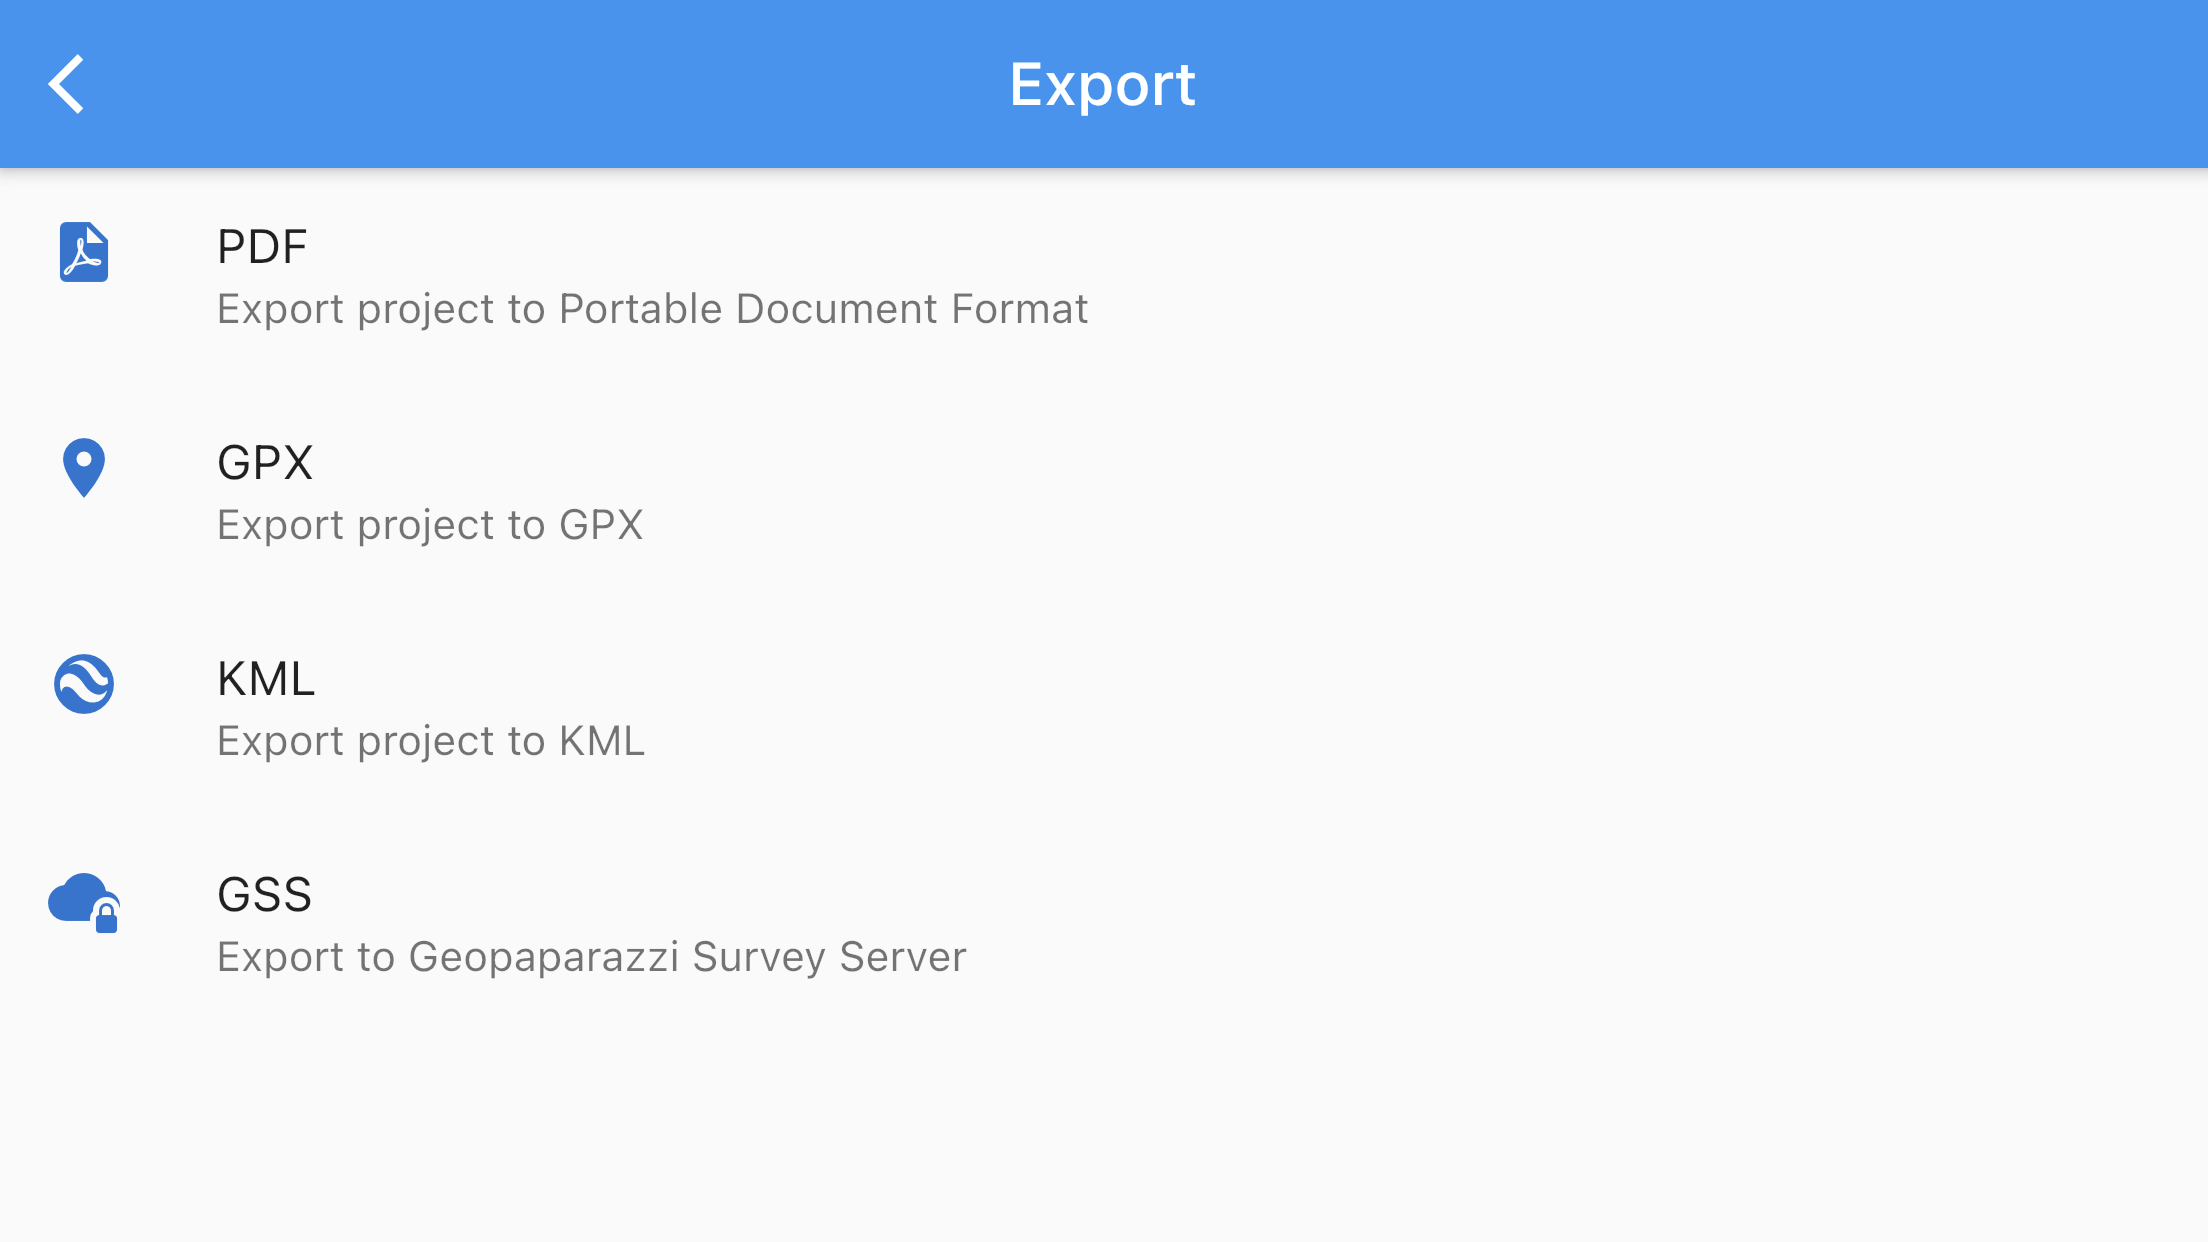 Export
PDF
Export project to Portable Document Format
GPX
Export project to GPX
KML
Export project to KML
GSS
Export to Geopaparazzi Survey Server